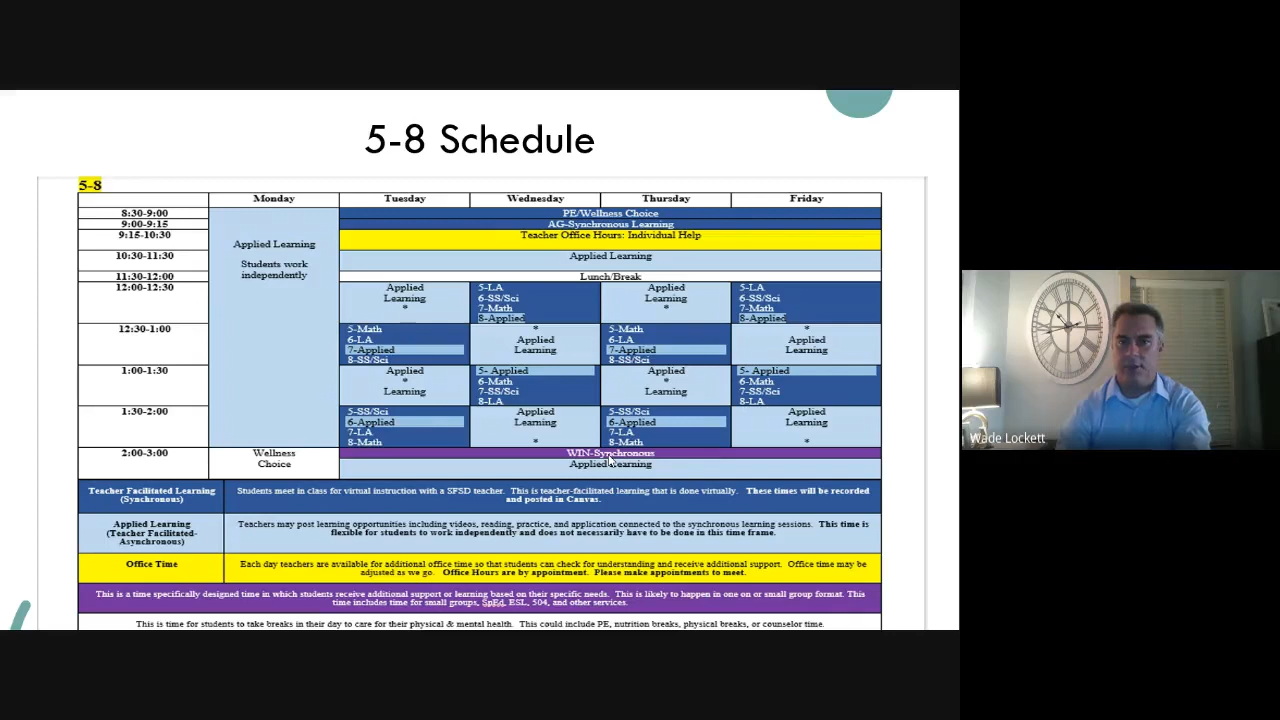 5-8 Schedule
5-8
Monday Tuesday Wednesday Thursday Friday
8:30-9:00 PE/Wellness Choice
9:00-9:15 AG-Synchronous Learning
9:15-10:30 Teacher Office Hours: Individual Help
Applied Learning
Students work
independently
10:30-11:30 Applied Learning
11:30-12:00 Lunch/Break
12:00-12:30
Applied
Learning
*
5-LA
6-SS/Sci
7-Math
8-Applied
Applied
Learning
*
5-LA
6-SS/Sci
7-Math
8-Applied
12:30-1:00
5-Math
6-LA
7-Applied
8-SS/Sci
*
Applied
Learning
5-Math
6-LA
7-Applied
8-SS/Sci
*
Applied
Learning
1:00-1:30
Applied
*
Learning
5- Applied
6-Math
7-SS/Sci
8-LA
Applied
*
Learning
5- Applied
6-Math
7-SS/Sci
8-LA
1:30-2:00
5-SS/Sci
6-Applied
7-LA
8-Math
Applied
Learning
*
5-SS/Sci
6-Applied
7-LA
8-Math
Applied
Learning
*
2:00-3:00
Wellness
Choice
WIN-Synchronous
Applied Learning
Teacher Facilitated Learning
(Synchronous)
Students meet in class for virtual instruction with a SFSD teacher. This is teacher-facilitated learning that is done virtually. These times will be recorded
and posted in Canvas.
Applied Learning
(Teacher Facilitated-
Asynchronous)
Teachers may post learning opportunities including videos, reading, practice, and application connected to the synchronous learning sessions. This time is
flexible for students to work independently and does not necessarily have to be done in this time frame.
Office Time
Each day teachers are available for additional office time so that students can check for understanding and receive additional support. Office time may be
adjusted as we go. Office Hours are by appointment. Please make appointments to meet.
This is a time specifically designed time in which students receive additional support or learning based on their specific needs. This is likely to happen in one on or small group format. This
time includes time for small groups, SpEd, ESL, 504, and other services.
This is time for students to take breaks in their day to care for their physical & mental health. This could include PE, nutrition breaks, physical breaks, or counselor time.
Wade Lockett